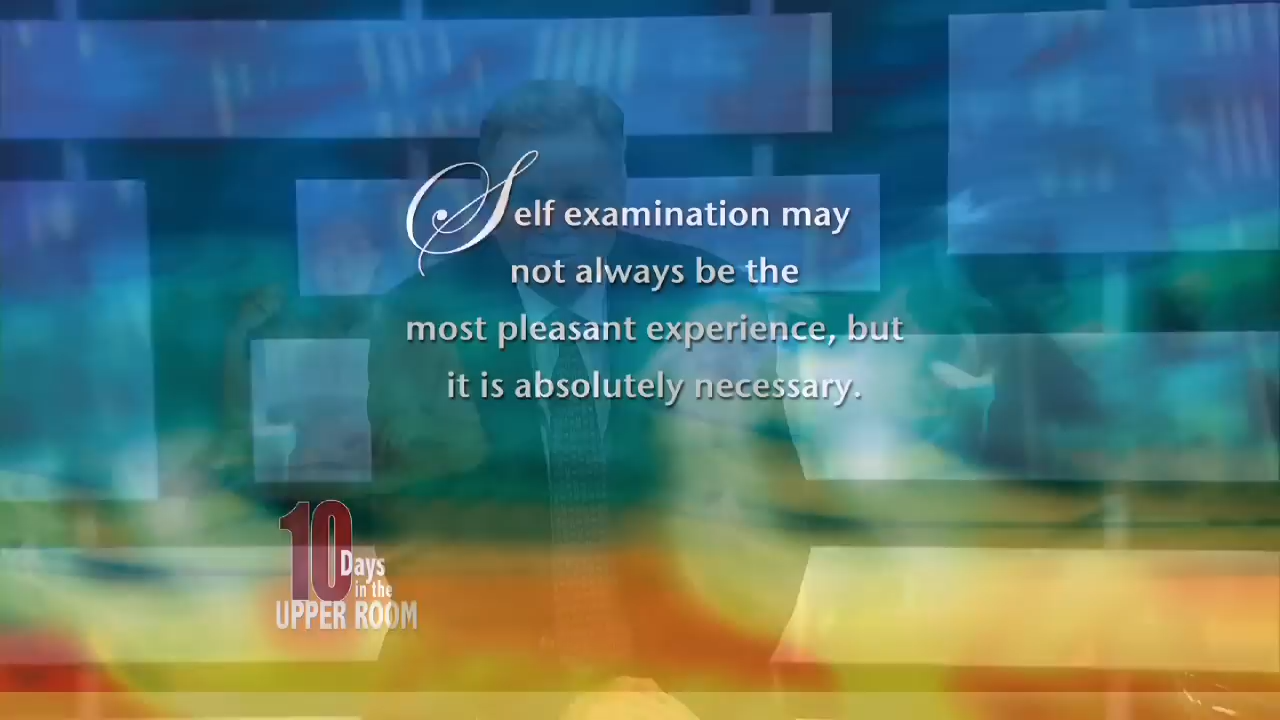 Self examination may
not always be the
most pleasant experience, but
it is absolutely necessary.
10
Days
in the
UPPER ROOM